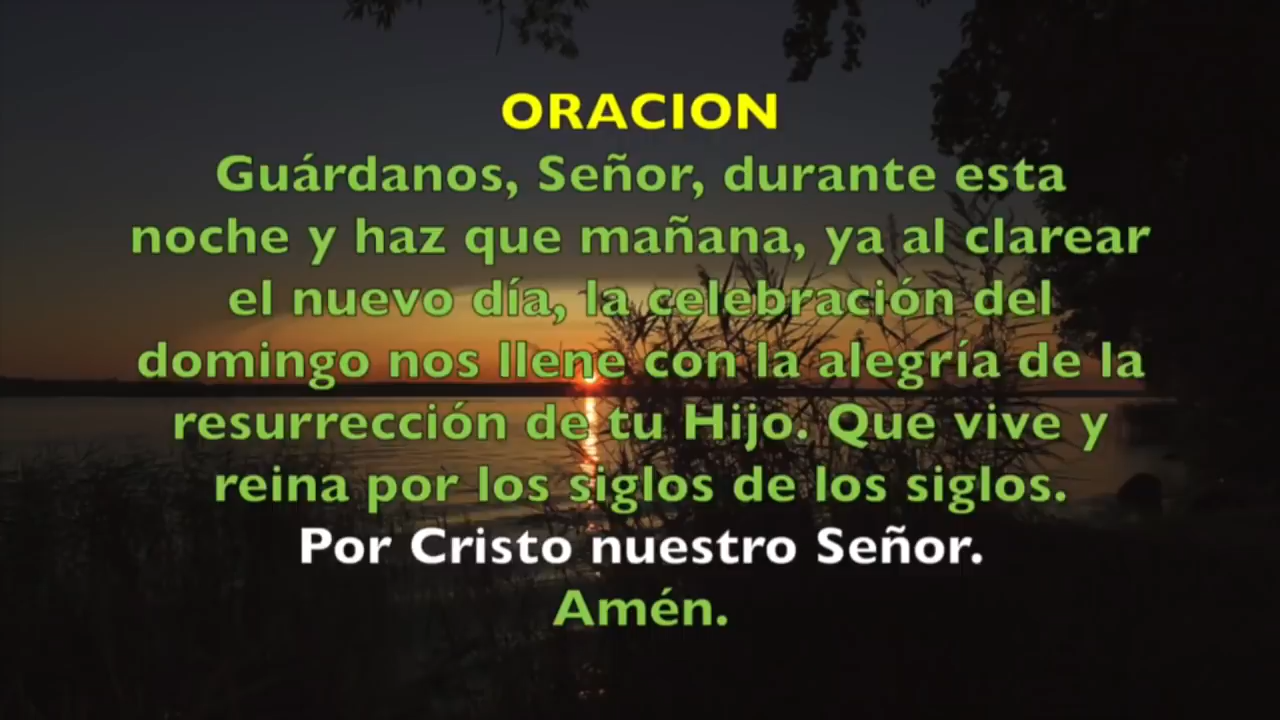 ORACION
Guárdanos, Señor, durante esta
noche y haz que mañana, ya al clarear
el nuevo día, la celebración del
domingo nos llene con la alegría de la
resurrección de tu Hijo. Que vive y
reina por los siglos de los siglos.
Por Cristo nuestro Señor.
Amén.